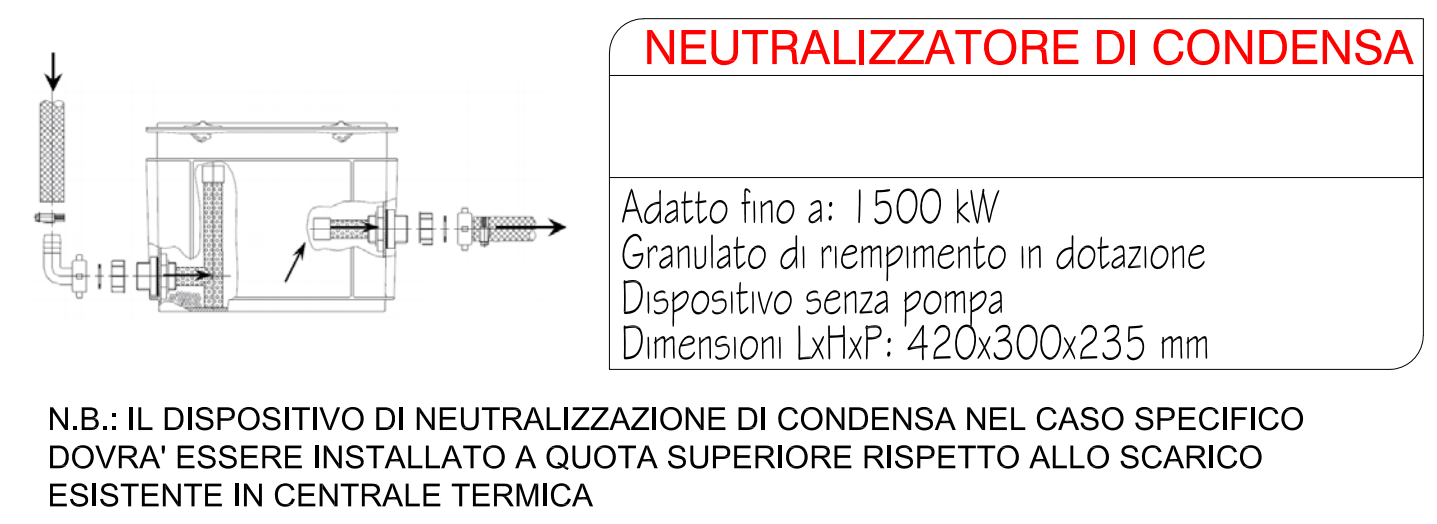 NEUTRALIZZATORE DI CONDENSA
Adatto fino a: 1500 kW
Granulato di riempimento in dotazione
Dispositivo senza pompa
Dimensioni LxHxP: 420x300x235 mm
N.B.: IL DISPOSITIVO DI NEUTRALIZZAZIONE DI CONDENSA NEL CASO SPECIFICO
DOVRA' ESSERE INSTALLATO A QUOTA SUPERIORE RISPETTO ALLO SCARICO
ESISTENTE IN CENTRALE TERMICA